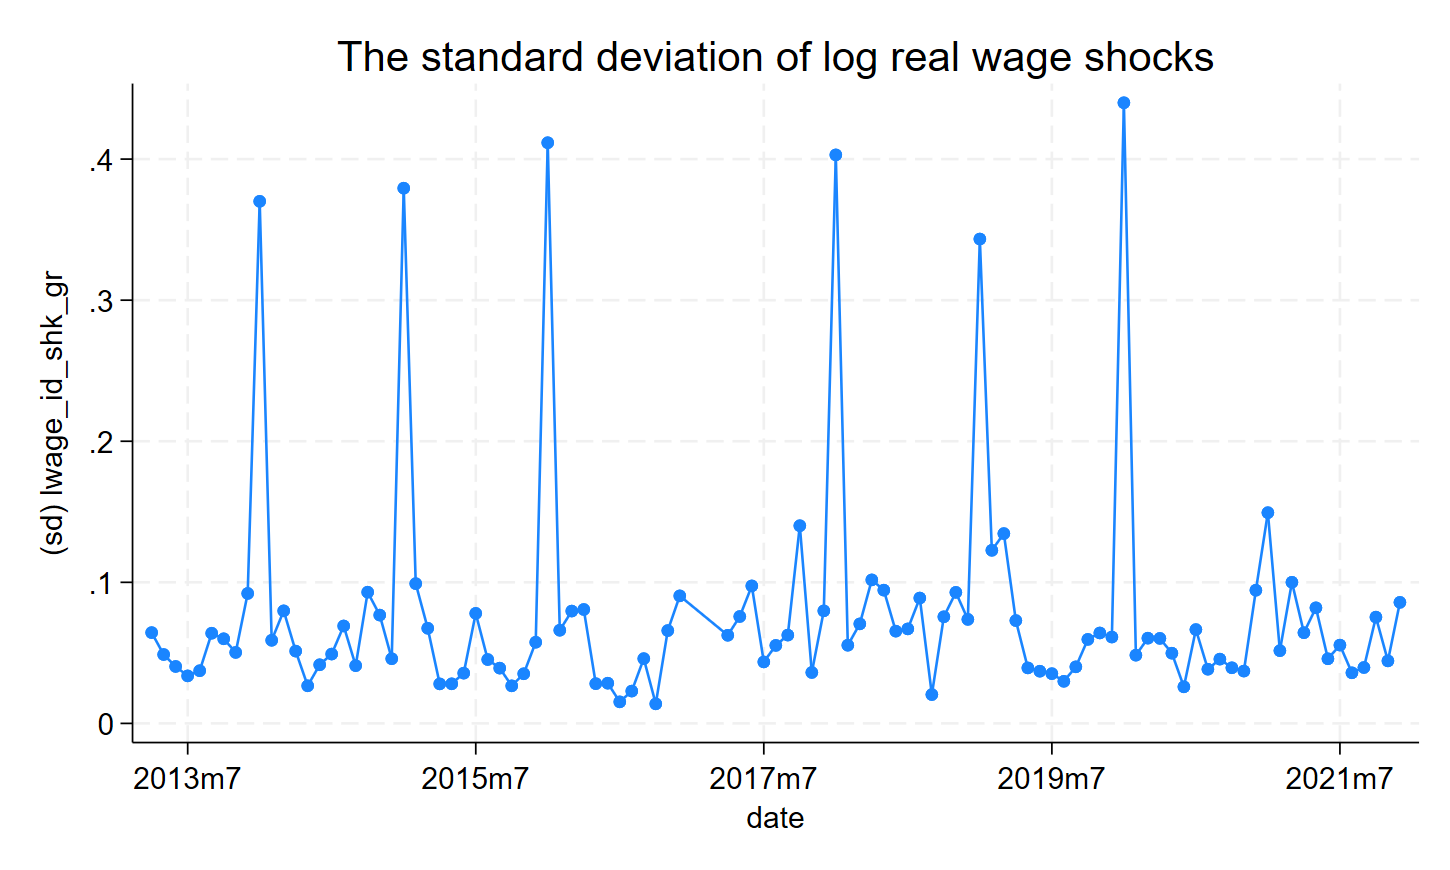 The standard deviation of log real wage shocks
(sd) lwage_id_shk_gr
.4
.3
.2
.1
0
2013m7 2015m7 2017m7 2019m7 2021m7
date